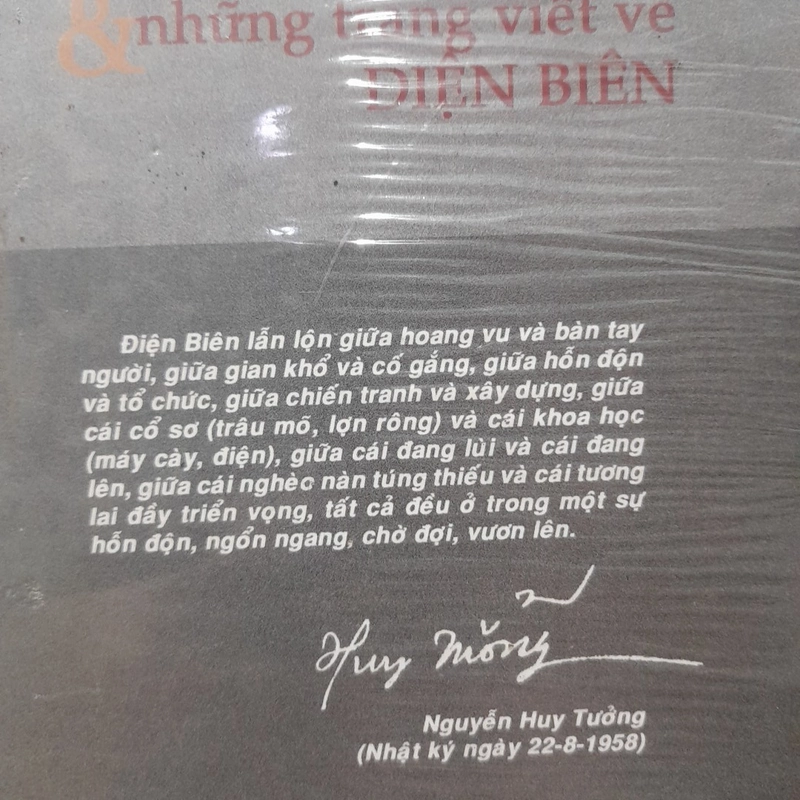 & những trang viết về
ĐIỆN BIÊN
Điện Biên lẫn lộn giữa hoang vu và bàn tay
người, giữa gian khổ và cố gắng, giữa hỗn độn
và tổ chức, giữa chiến tranh và xây dựng, giữa
cái cổ sơ (trâu mõ, lợn rông) và cái khoa học
(máy cày, điện), giữa cái đang lùi và cái đang
lên, giữa cái nghèo nàn túng thiếu và cái tương
lai đầy triển vọng, tất cả đều ở trong một sự
hỗn độn, ngổn ngang, chờ đợi, vươn lên.
Huy Tưởng
Nguyễn Huy Tưởng
(Nhật ký ngày 22-8-1958)